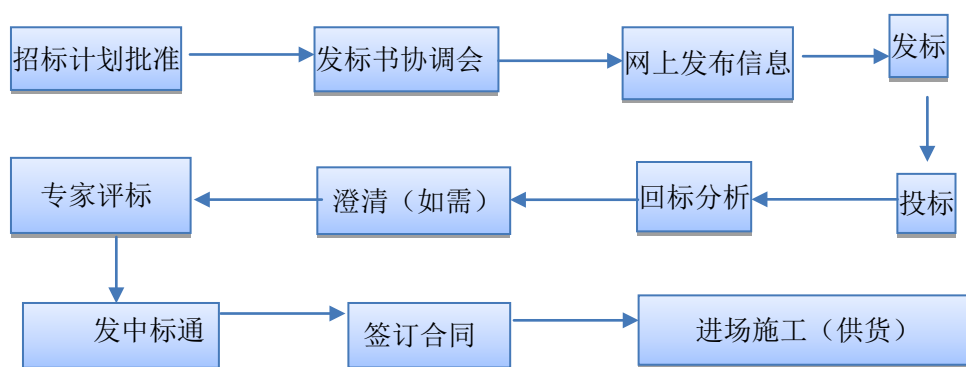 招标计划批准
发标书协调会
网上发布信息
发标
投标
回标分析
澄清（如需）
专家评标
发中标通
签订合同
进场施工（供货）